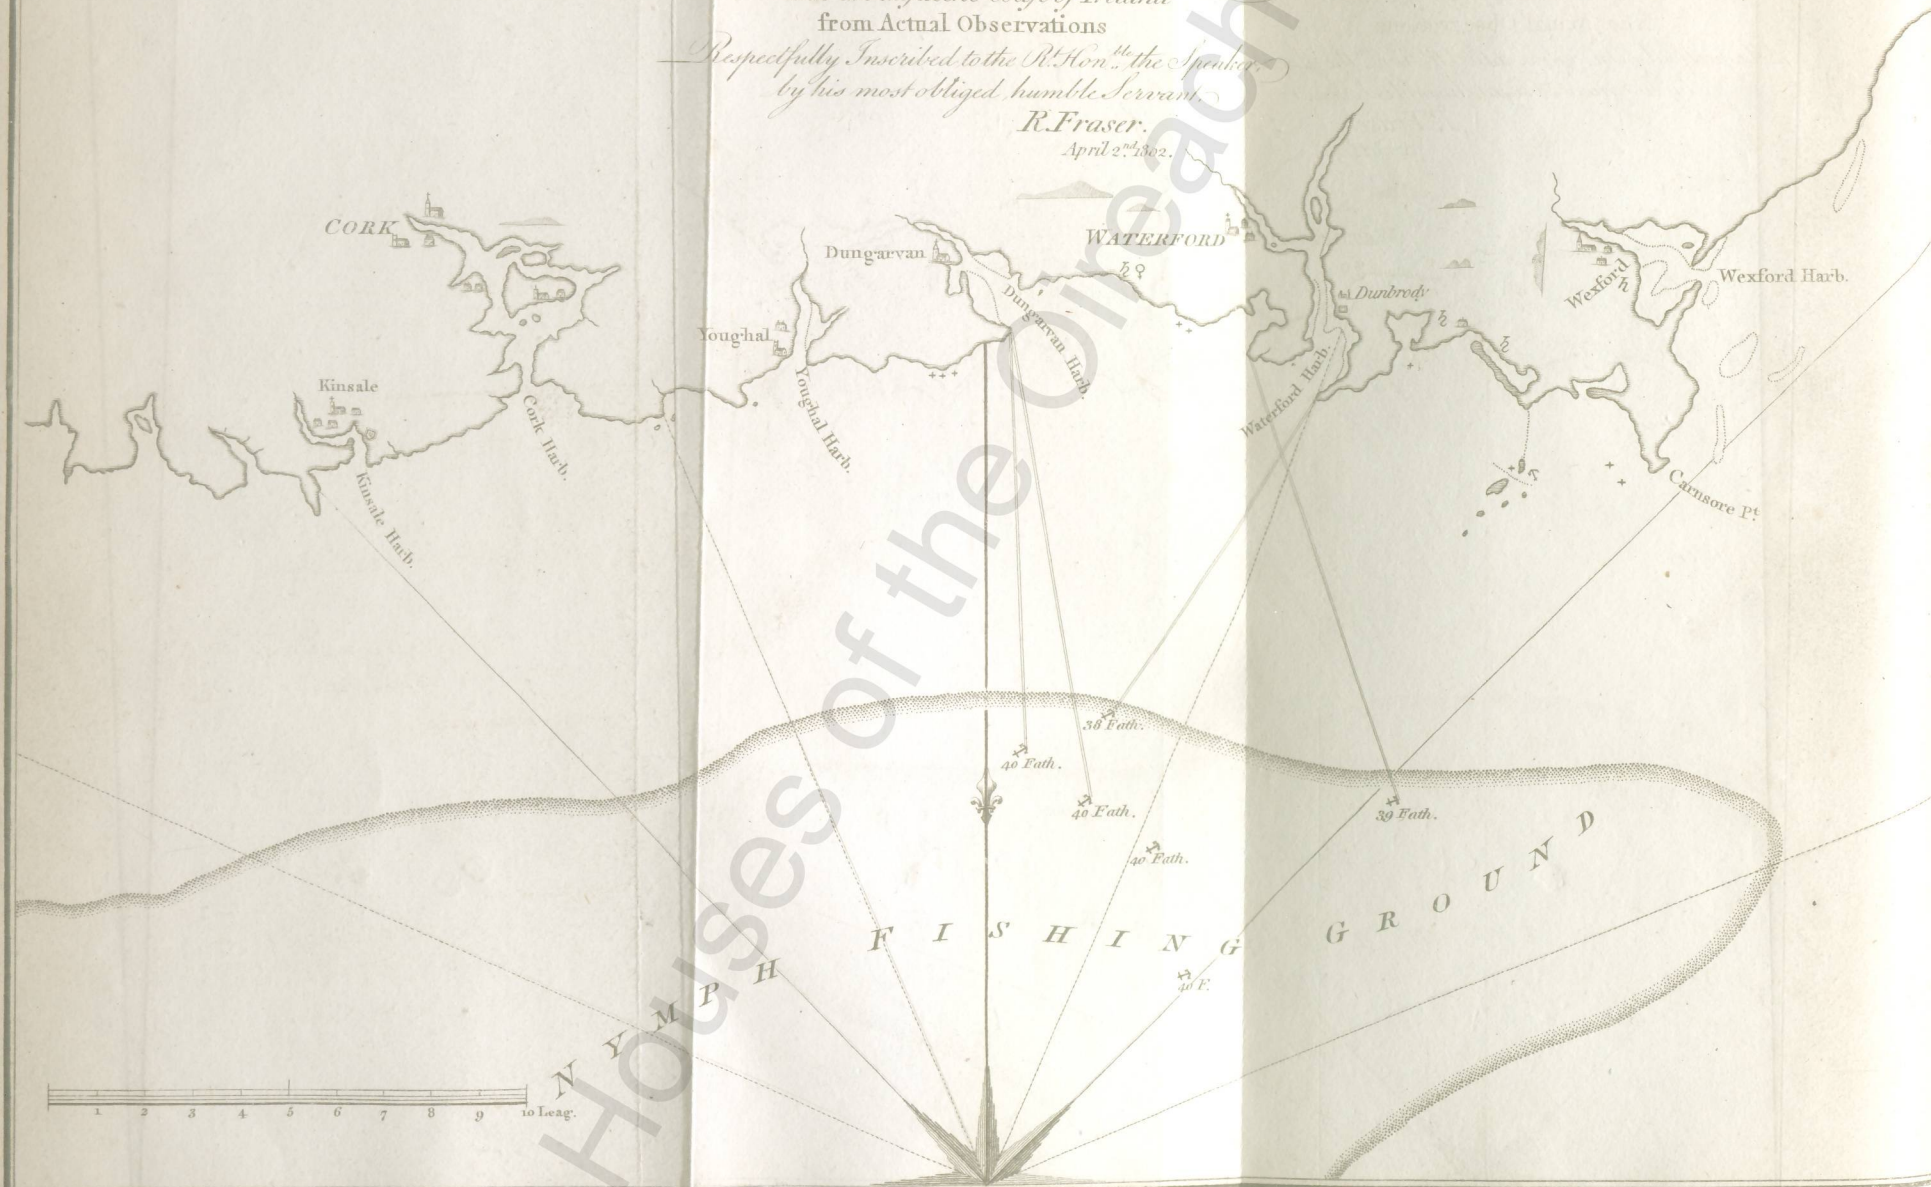 from Actual Observations
Respectfully Inscribed to the Rt. Honble. the Speaker.
by his most obliged humble Servant.
R. Fraser.
April 2nd. 1802.
CORK
Dungarvan
WATERFORD
Dunbrody
Wexford
Wexford Harb.
Youghal
Dungarvan Harb.
Waterford Harb.
Kinsale
Cork Harb.
Youghal Harb.
Kinsale Harb.
Carnsore Pt.
38 Fath.
40 Fath.
40 Fath.
39 Fath.
40 Fath.
NYMPH FISHING GROUND
40 F.
1 2 3 4 5 6 7 8 9 10 Leag.
Houses of the Oireach